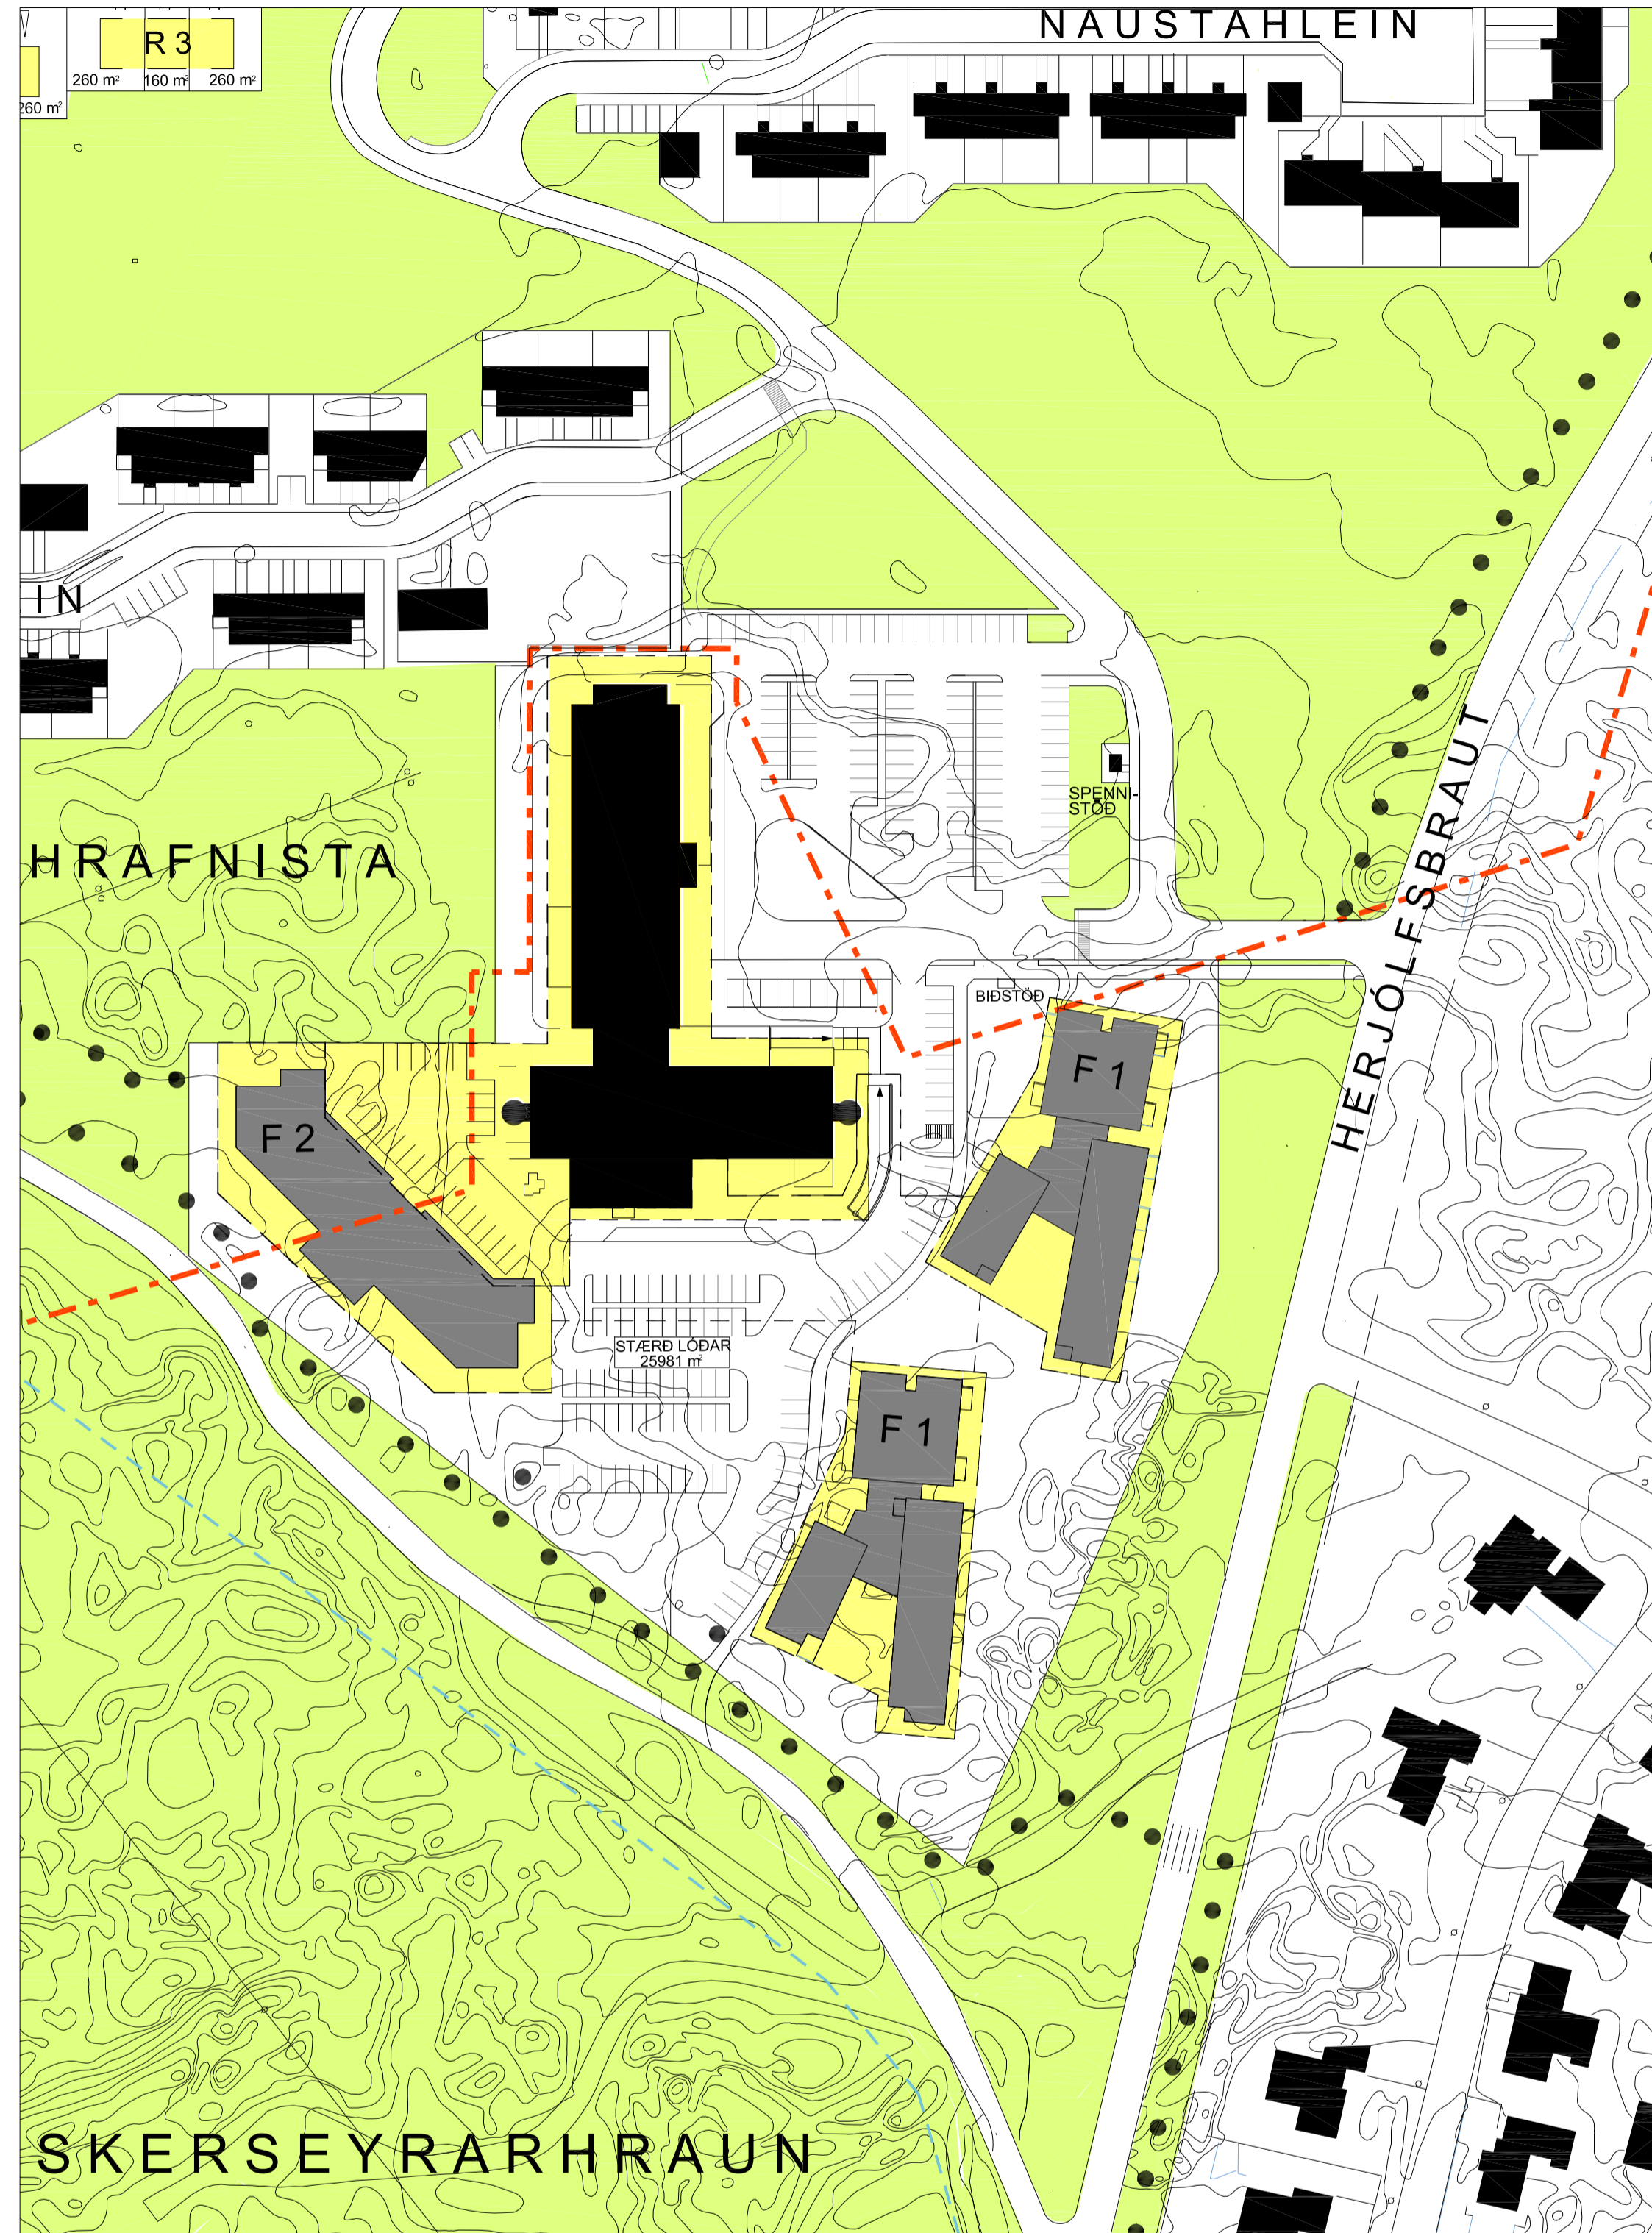 NAUSTAHLEIN
R 3
260 m² 160 m² 260 m²
260 m²
IN
SPENNI-
STÖÐ
HRAFNISTA
HERJÓLFSBRAUT
BIÐSTÖÐ
F 1
F 2
STÆRÐ LÓÐAR
25981 m²
F 1
SKERSEYRARHRAUN